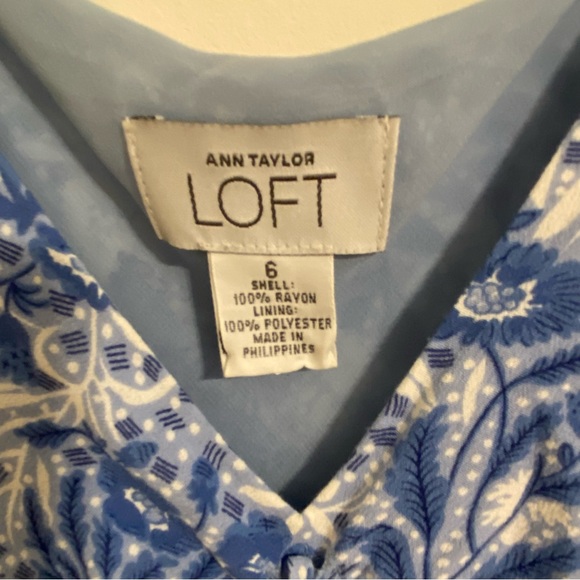 ANN TAYLOR
LOFT
6
SHELL:
100% RAYON
LINING:
100% POLYESTER
MADE IN
PHILIPPINES